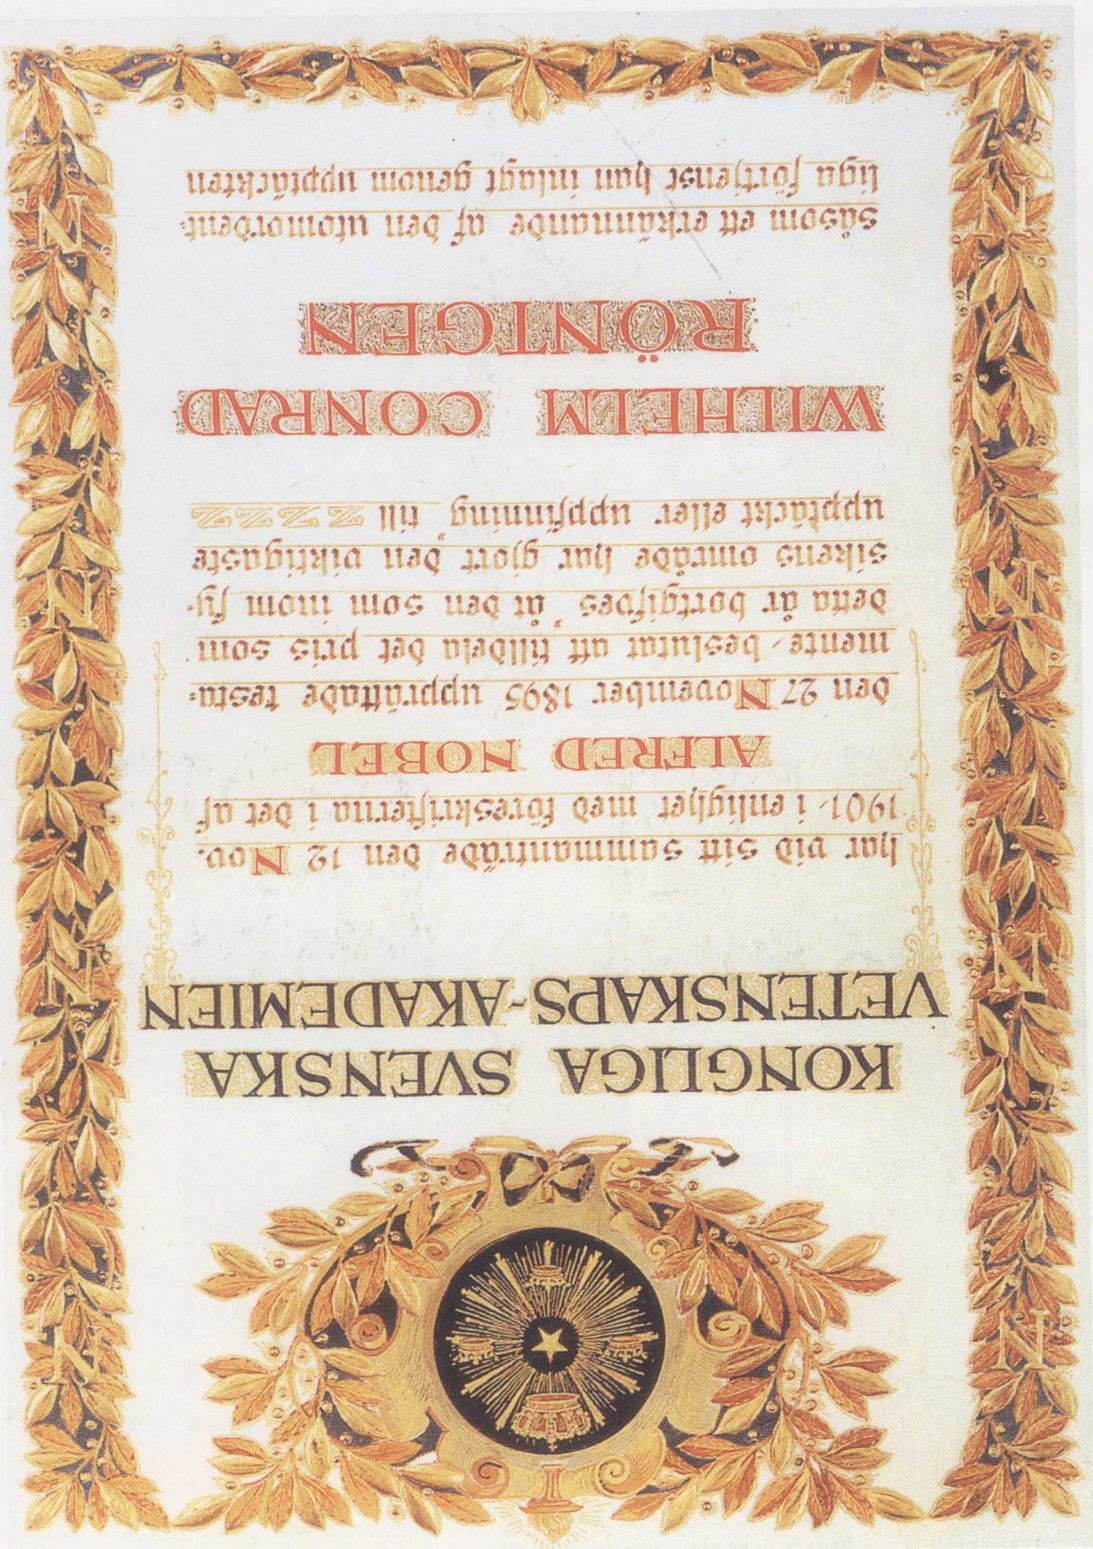 KONGLIGA SVENSKA
VETENSKAPS-AKADEMIEN
har vid sitt sammanträde den 12 Nov.
1901, i enlighet med föreskrifterna i det af
ALFRED NOBEL
den 27 November 1895 upprättade testa-
mente, beslutat att tilldela det pris som
detta år bortgifves "åt den som inom fy-
sikens område har gjort den viktigaste
upptäckt eller uppfinning" till
WILHELM CONRAD
RÖNTGEN
såsom ett erkännande af den utomordent-
liga förtjenst han inlagt genom upptäckten